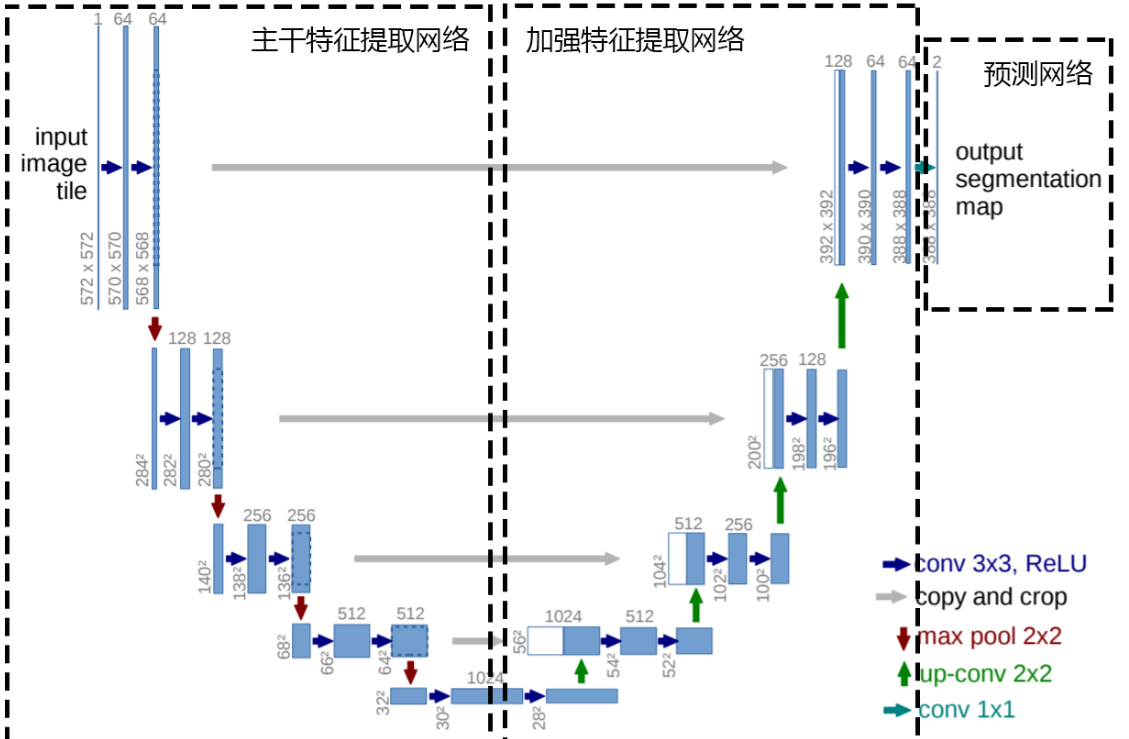 主干特征提取网络
加强特征提取网络
预测网络
1 64 64
input
image
tile
572 x 572
570 x 570
568 x 568
128 64 64 2
output
segmentation
map
392 x 392
390 x 390
388 x 388
388 x 388
128 128
284²
282²
280²
256 128
200²
198²
196²
256 256
140²
138²
136²
512 256
104²
102²
100²
512 512
68²
66²
64²
1024 512
56²
54²
52²
1024
32²
30²
28²
conv 3x3, ReLU
copy and crop
max pool 2x2
up-conv 2x2
conv 1x1